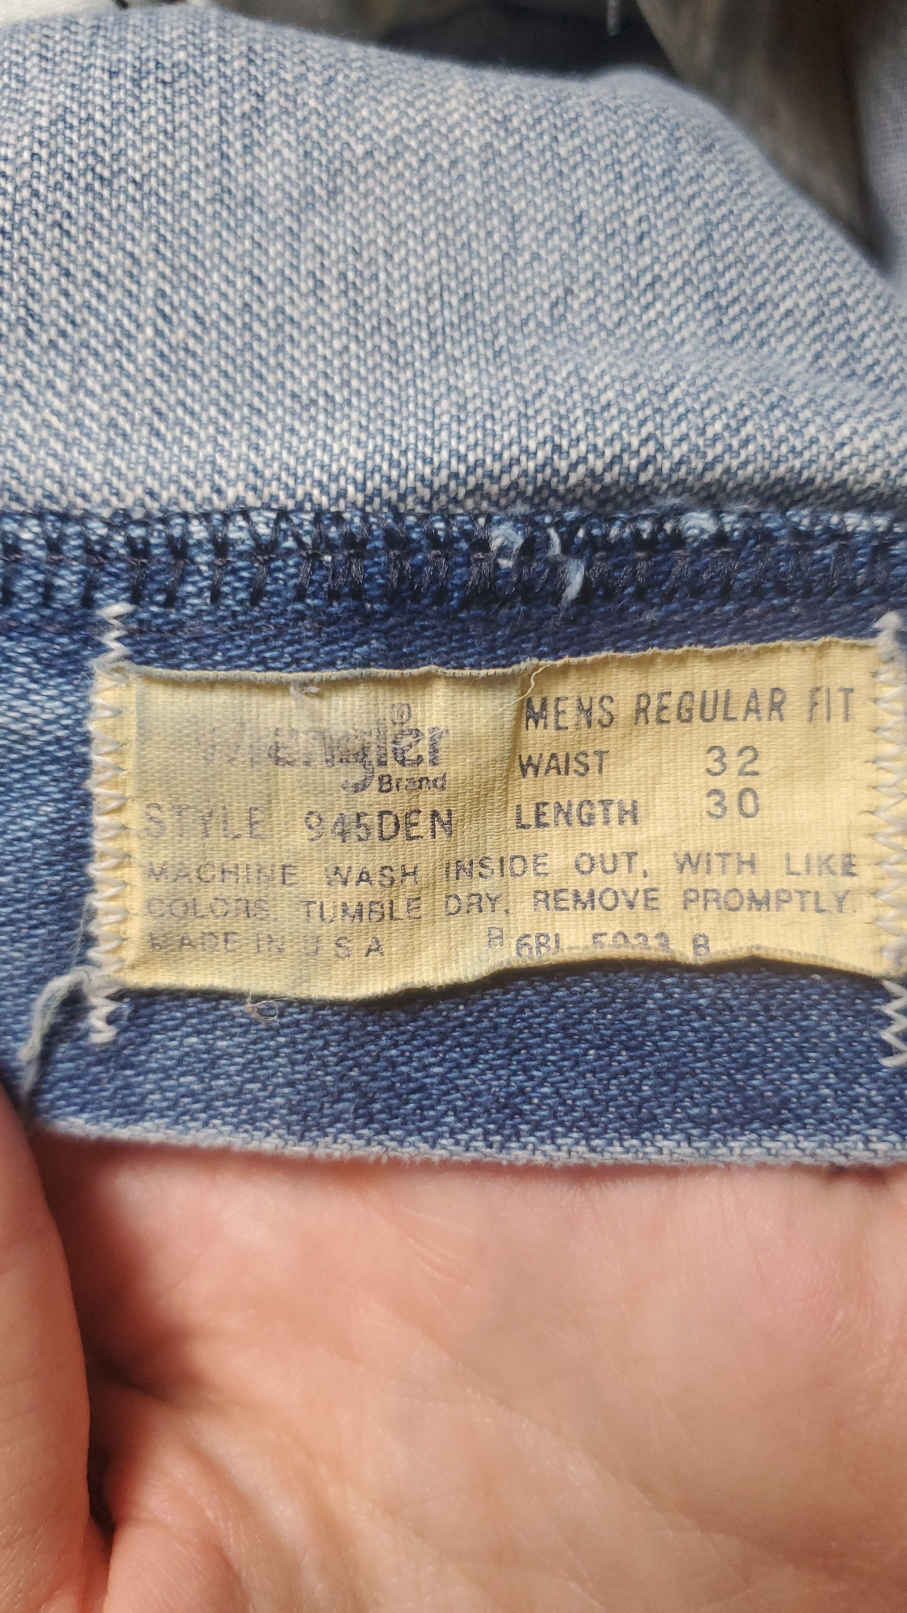 Wrangler®
Brand
STYLE 945DEN
MENS REGULAR FIT
WAIST 32
LENGTH 30
MACHINE WASH INSIDE OUT, WITH LIKE
COLORS. TUMBLE DRY, REMOVE PROMPTLY.
MADE IN U S A B B